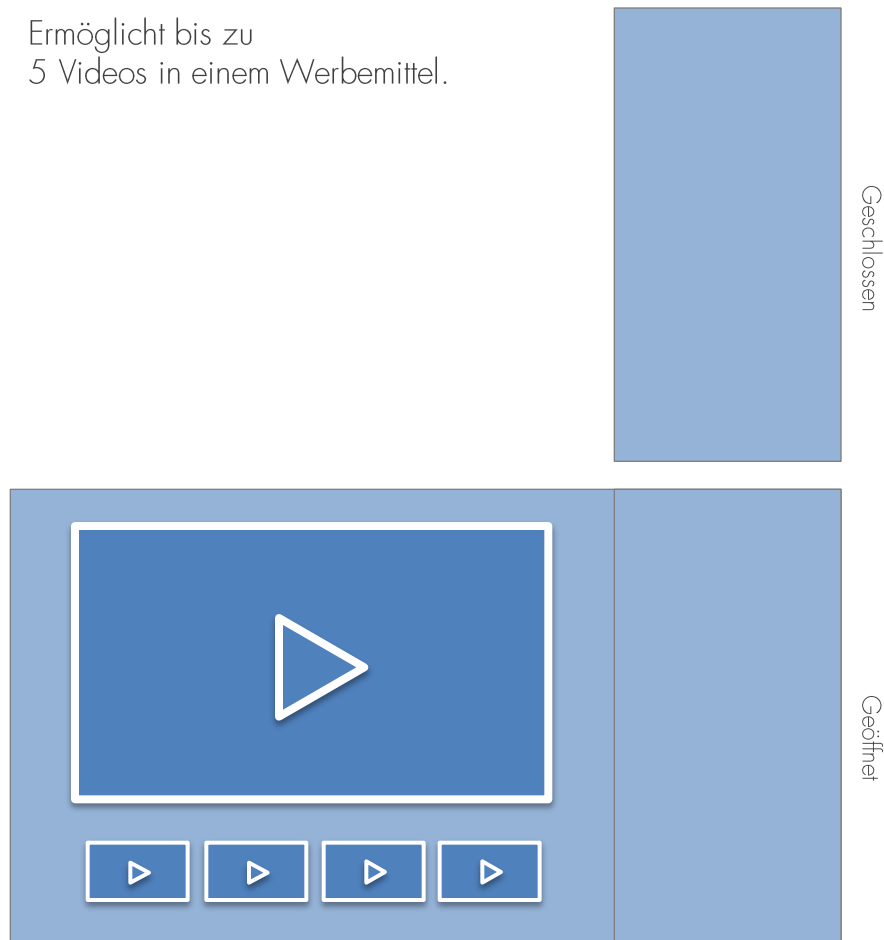 Ermöglicht bis zu
5 Videos in einem Werbemittel.
Geschlossen
Geöffnet